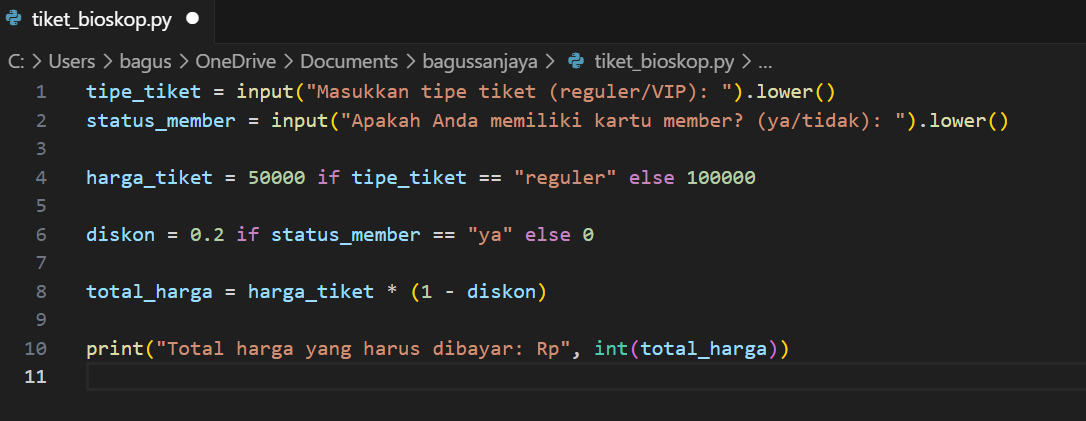 tiket_bioskop.py
C: > Users > bagus > OneDrive > Documents > bagussanjaya > tiket_bioskop.py > ...
1 tipe_tiket = input("Masukkan tipe tiket (reguler/VIP): ").lower()
2 status_member = input("Apakah Anda memiliki kartu member? (ya/tidak): ").lower()
3
4 harga_tiket = 50000 if tipe_tiket == "reguler" else 100000
5
6 diskon = 0.2 if status_member == "ya" else 0
7
8 total_harga = harga_tiket * (1 - diskon)
9
10 print("Total harga yang harus dibayar: Rp", int(total_harga))
11